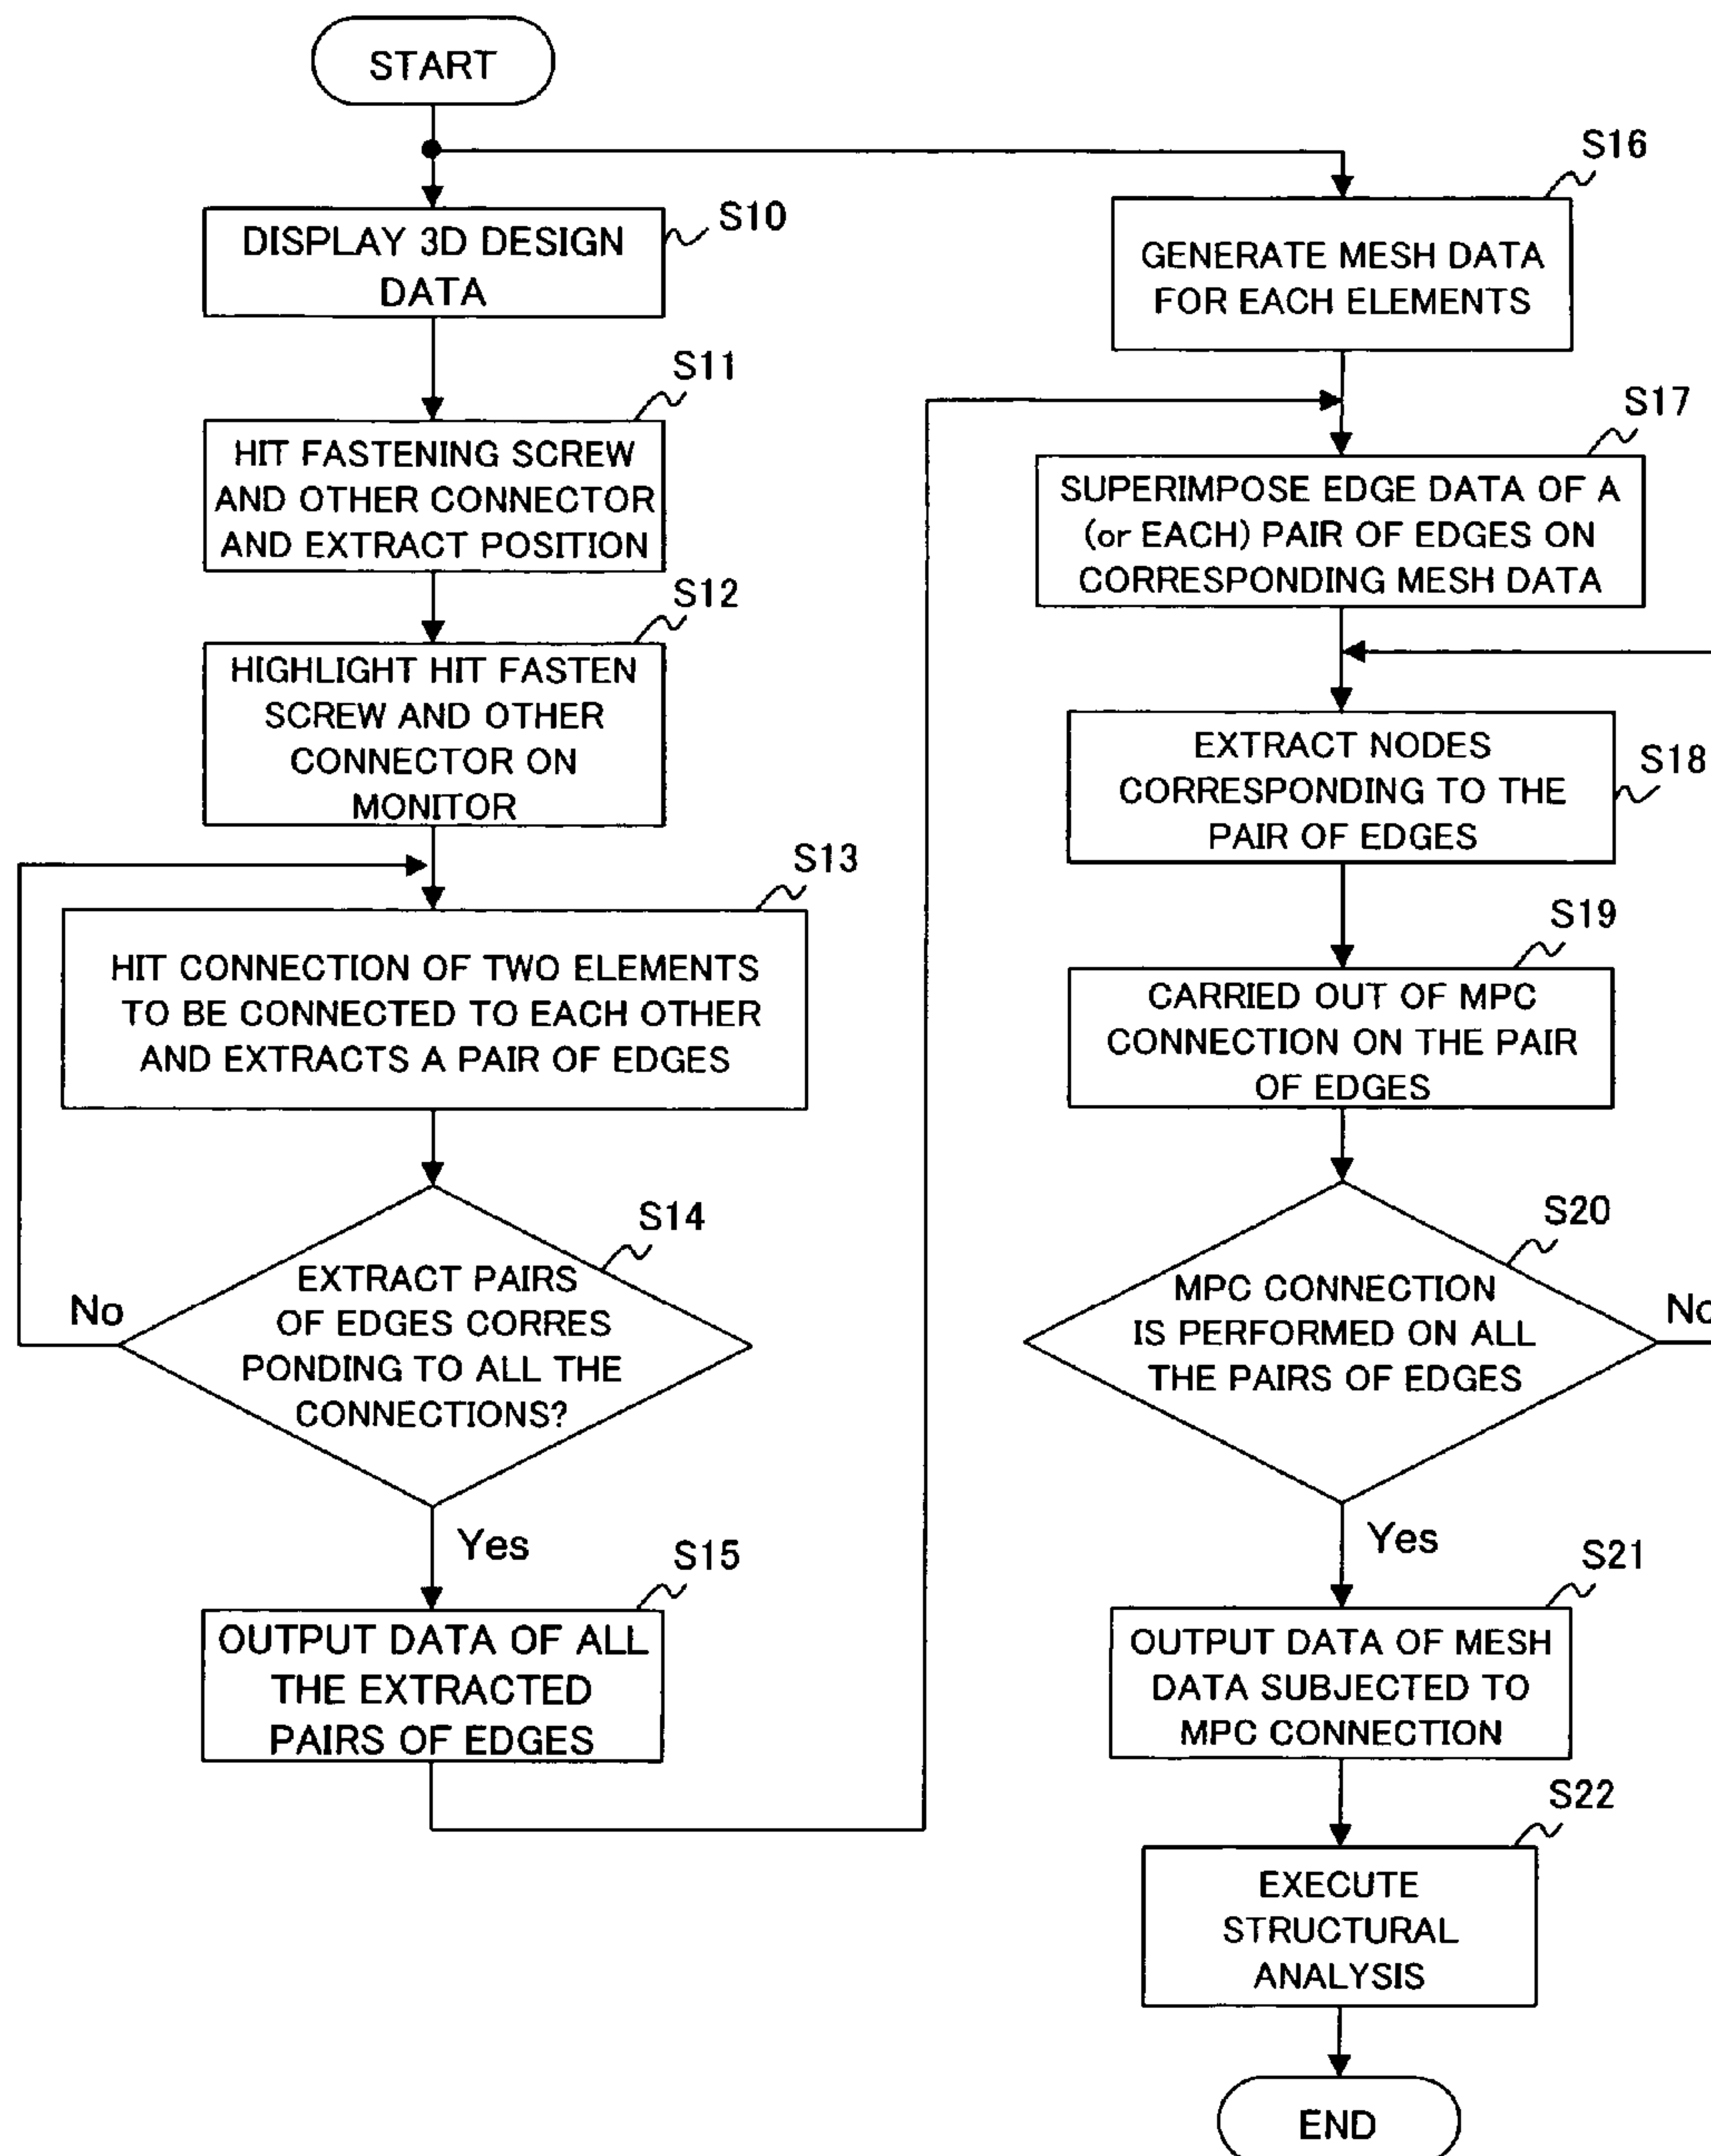 START
S10
DISPLAY 3D DESIGN
DATA
S11
HIT FASTENING SCREW
AND OTHER CONNECTOR
AND EXTRACT POSITION
S12
HIGHLIGHT HIT FASTEN
SCREW AND OTHER
CONNECTOR ON
MONITOR
S13
HIT CONNECTION OF TWO ELEMENTS
TO BE CONNECTED TO EACH OTHER
AND EXTRACTS A PAIR OF EDGES
S14
EXTRACT PAIRS
OF EDGES CORRES
PONDING TO ALL THE
CONNECTIONS?
No
Yes
S15
OUTPUT DATA OF ALL
THE EXTRACTED
PAIRS OF EDGES
S16
GENERATE MESH DATA
FOR EACH ELEMENTS
S17
SUPERIMPOSE EDGE DATA OF A
(or EACH) PAIR OF EDGES ON
CORRESPONDING MESH DATA
S18
EXTRACT NODES
CORRESPONDING TO THE
PAIR OF EDGES
S19
CARRIED OUT OF MPC
CONNECTION ON THE PAIR
OF EDGES
S20
MPC CONNECTION
IS PERFORMED ON ALL
THE PAIRS OF EDGES
No
Yes
S21
OUTPUT DATA OF MESH
DATA SUBJECTED TO
MPC CONNECTION
S22
EXECUTE
STRUCTURAL
ANALYSIS
END